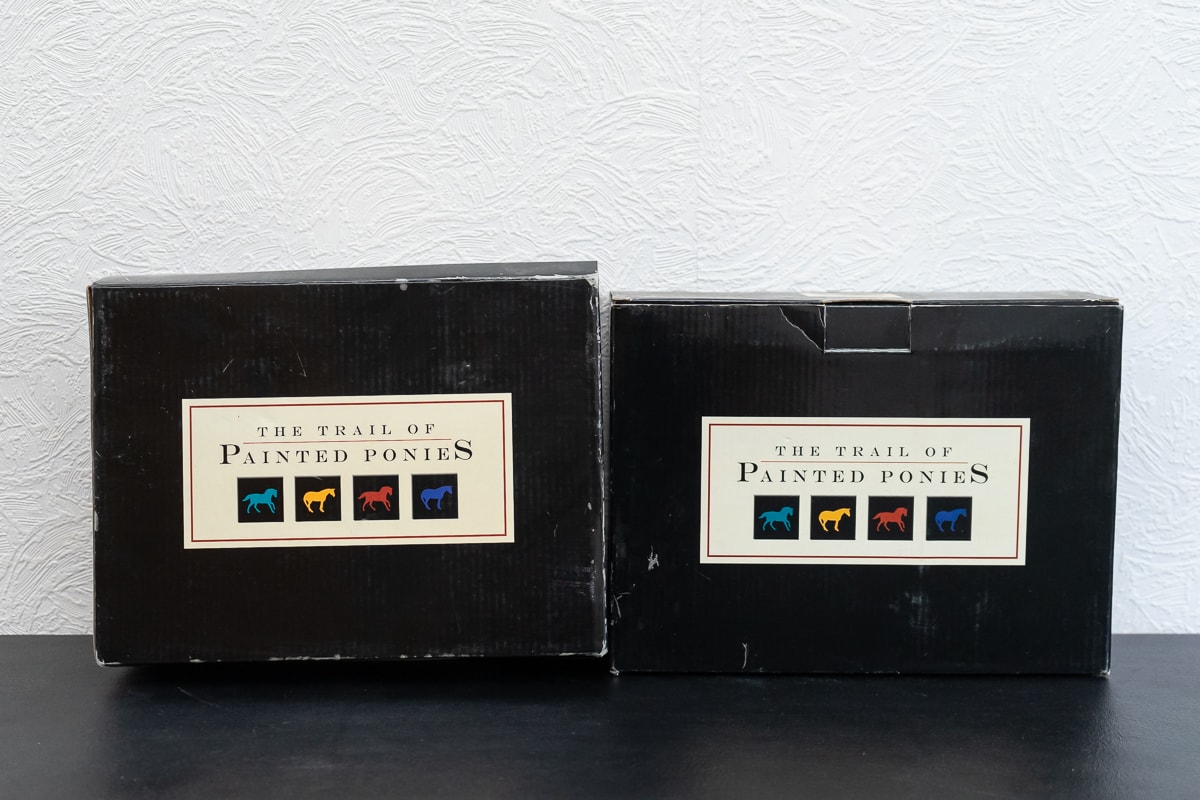 THE TRAIL OF
PAINTED PONIES
THE TRAIL OF
PAINTED PONIES